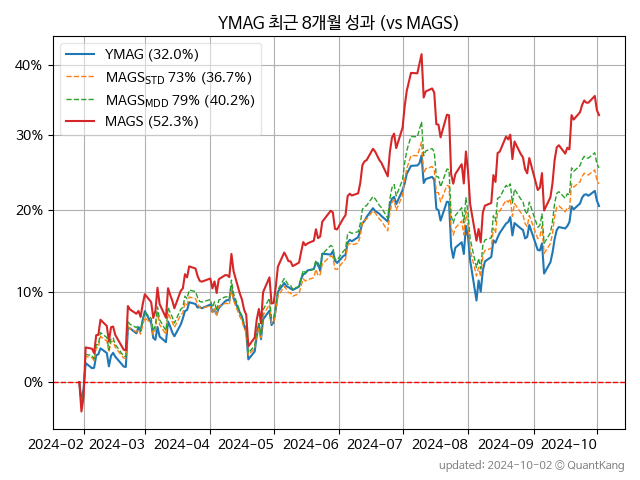 YMAG 최근 8개월 성과 (vs MAGS)
YMAG (32.0%)
MAGS_STD 73% (36.7%)
MAGS_MDD 79% (40.2%)
MAGS (52.3%)
40%
30%
20%
10%
0%
2024-02 2024-03 2024-04 2024-05 2024-06 2024-07 2024-08 2024-09 2024-10
updated: 2024-10-02 © QuantKang